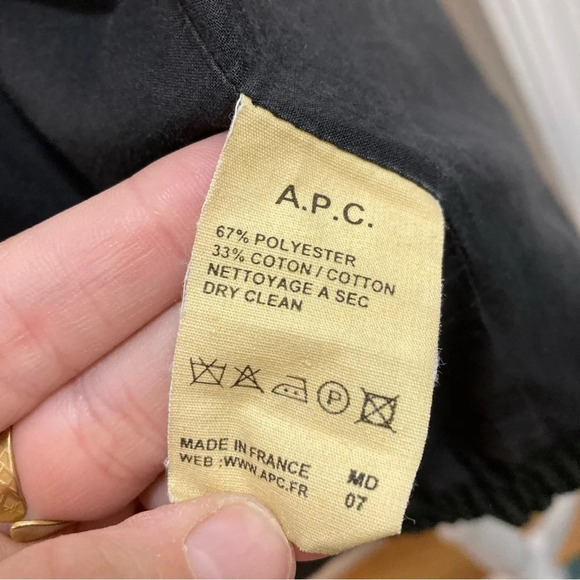 A.P.C.
67% POLYESTER
33% COTON / COTTON
NETTOYAGE A SEC
DRY CLEAN
P
MADE IN FRANCE
WEB :WWW.APC.FR
MD
07